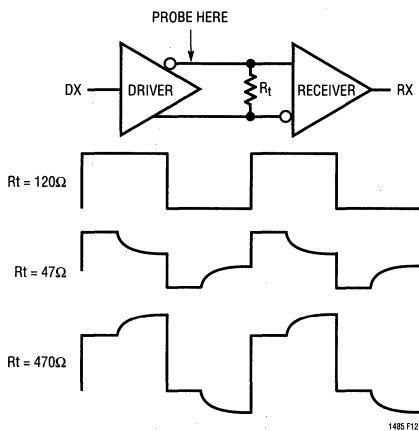 PROBE HERE
DX
DRIVER
Rt
RECEIVER
RX
Rt = 120Ω
Rt = 47Ω
Rt = 470Ω
1485 F12